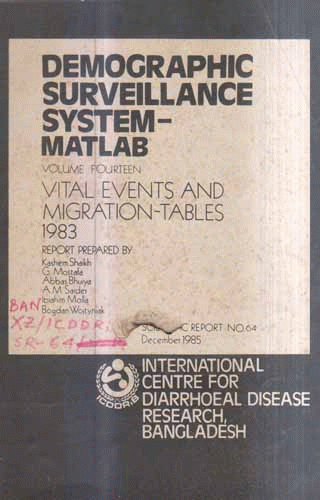 DEMOGRAPHIC
SURVEILLANCE
SYSTEM–
MATLAB
VOLUME FOURTEEN
VITAL EVENTS AND
MIGRATION-TABLES
1983
REPORT PREPARED BY:
Kashem Shaikh
G. Mostafa
Abbas Bhuiya
A.M. Sarder
Ibrahim Molla
Bogdan Wojtyniak
BAN
XZ/ICDDR;
SR-64
REPORT NO. 64
December 1985
ICDDR,B
INTERNATIONAL
CENTRE FOR
DIARRHOEAL DISEASE
RESEARCH,
BANGLADESH